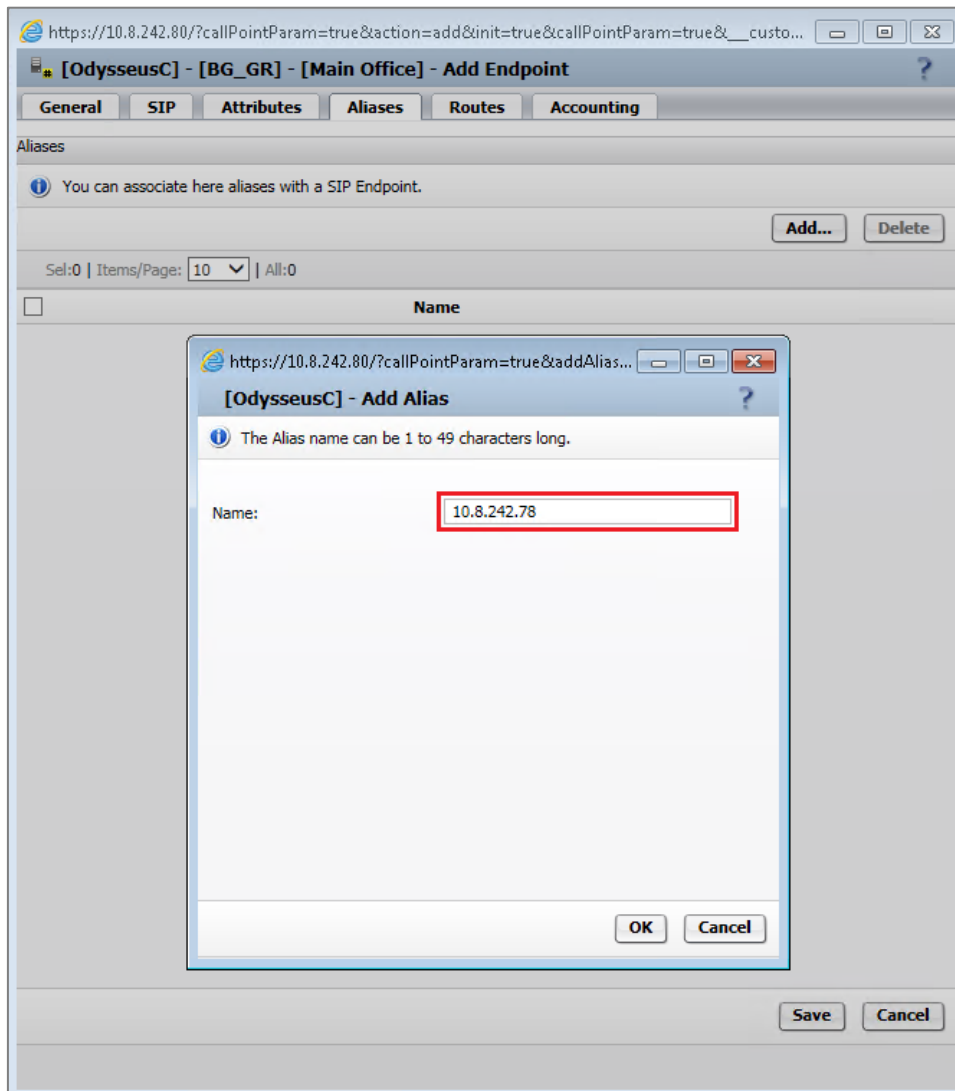 https://10.8.242.80/?callPointParam=true&action=add&init=true&callPointParam=true&__custo...
[OdysseusC] - [BG_GR] - [Main Office] - Add Endpoint ?
General SIP Attributes Aliases Routes Accounting
Aliases
You can associate here aliases with a SIP Endpoint.
Add... Delete
Sel:0 | Items/Page: 10 | All:0
Name
https://10.8.242.80/?callPointParam=true&addAlias...
[OdysseusC] - Add Alias ?
The Alias name can be 1 to 49 characters long.
Name: 10.8.242.78
OK Cancel
Save Cancel